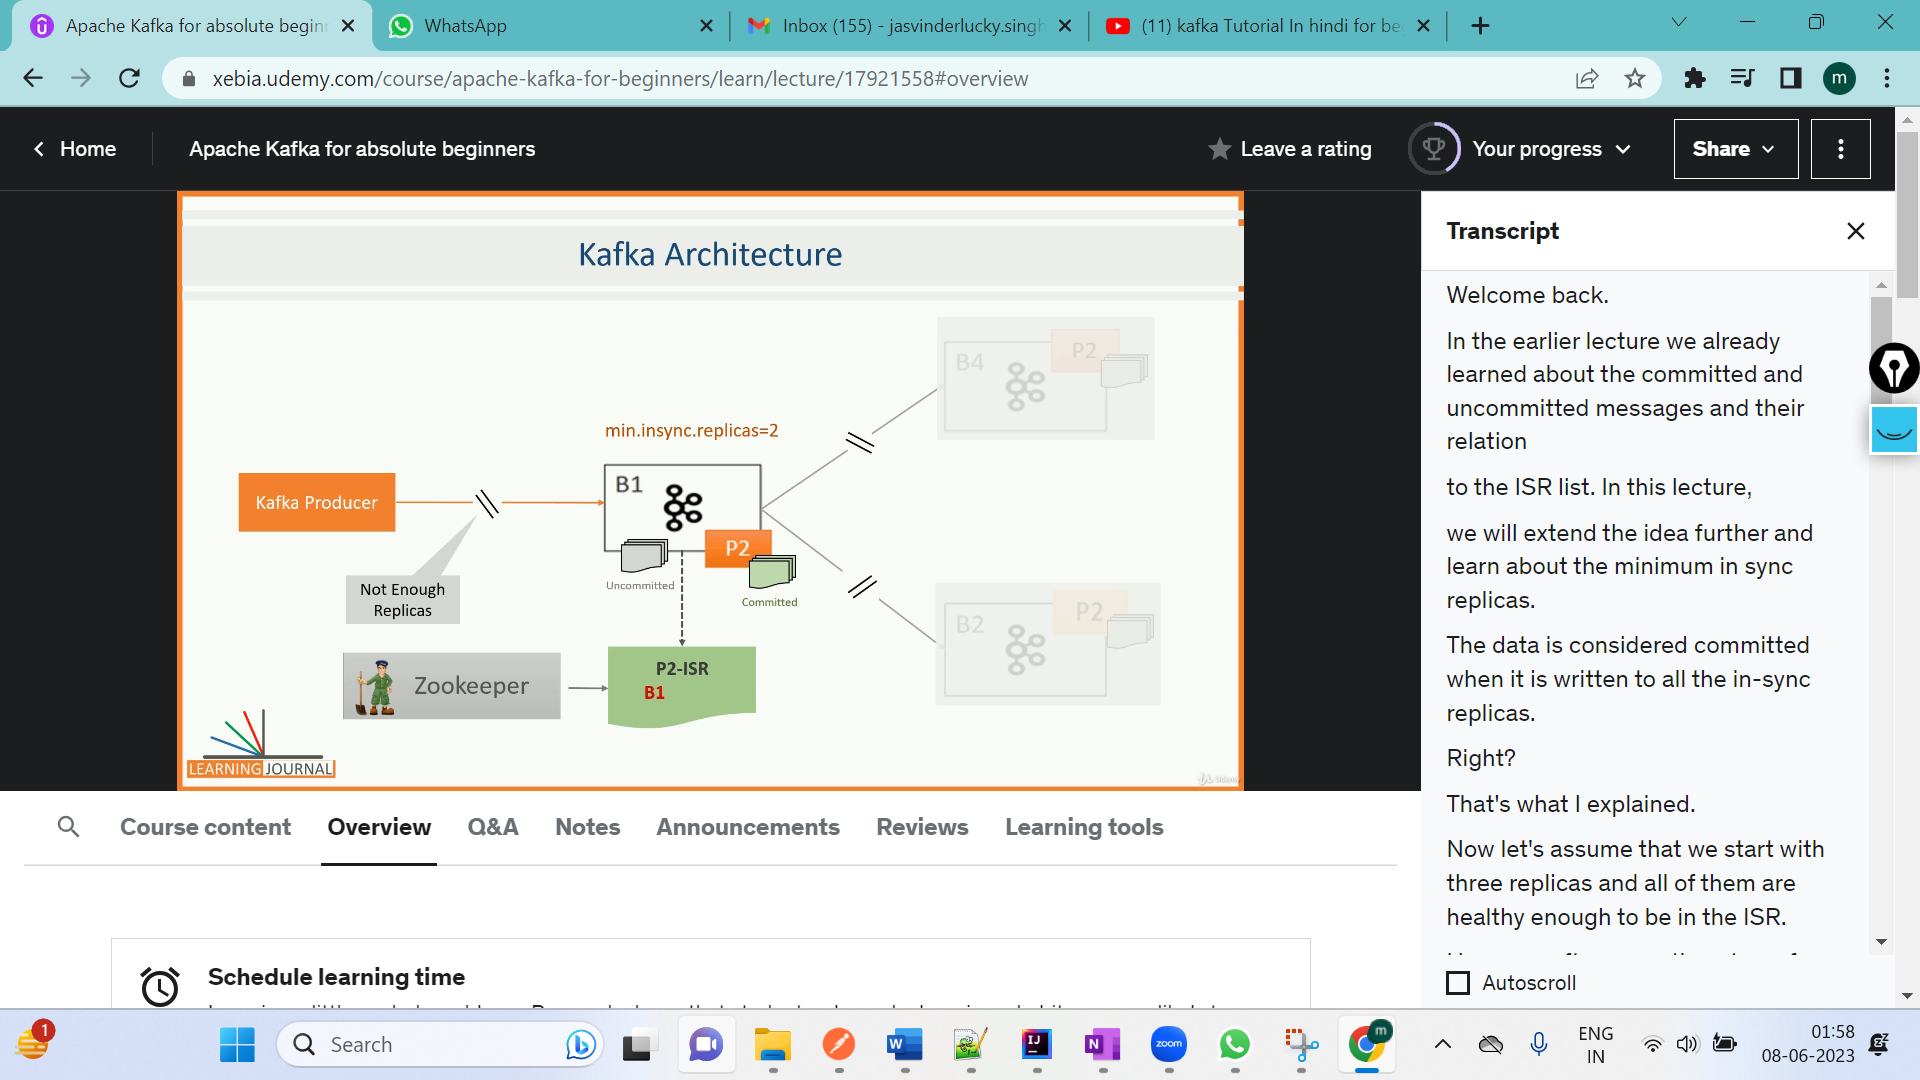 Apache Kafka for absolute begin
WhatsApp
Inbox (155) - jasvinderlucky.singh
(11) kafka Tutorial In hindi for be
xebia.udemy.com/course/apache-kafka-for-beginners/learn/lecture/17921558#overview
m
Home
Apache Kafka for absolute beginners
Leave a rating
Your progress
Share
Kafka Architecture
B4
P2
min.insync.replicas=2
Kafka Producer
B1
P2
Uncommitted
Committed
Not Enough
Replicas
B2
P2
Zookeeper
P2-ISR
B1
LEARNING JOURNAL
Udemy
Transcript
Welcome back.
In the earlier lecture we already
learned about the committed and
uncommitted messages and their
relation
to the ISR list. In this lecture,
we will extend the idea further and
learn about the minimum in sync
replicas.
The data is considered committed
when it is written to all the in-sync
replicas.
Right?
That's what I explained.
Now let's assume that we start with
three replicas and all of them are
healthy enough to be in the ISR.
Autoscroll
Course content
Overview
Q&A
Notes
Announcements
Reviews
Learning tools
Schedule learning time
1
Search
W
IJ
N
zoom
m
ENG
IN
01:58
08-06-2023